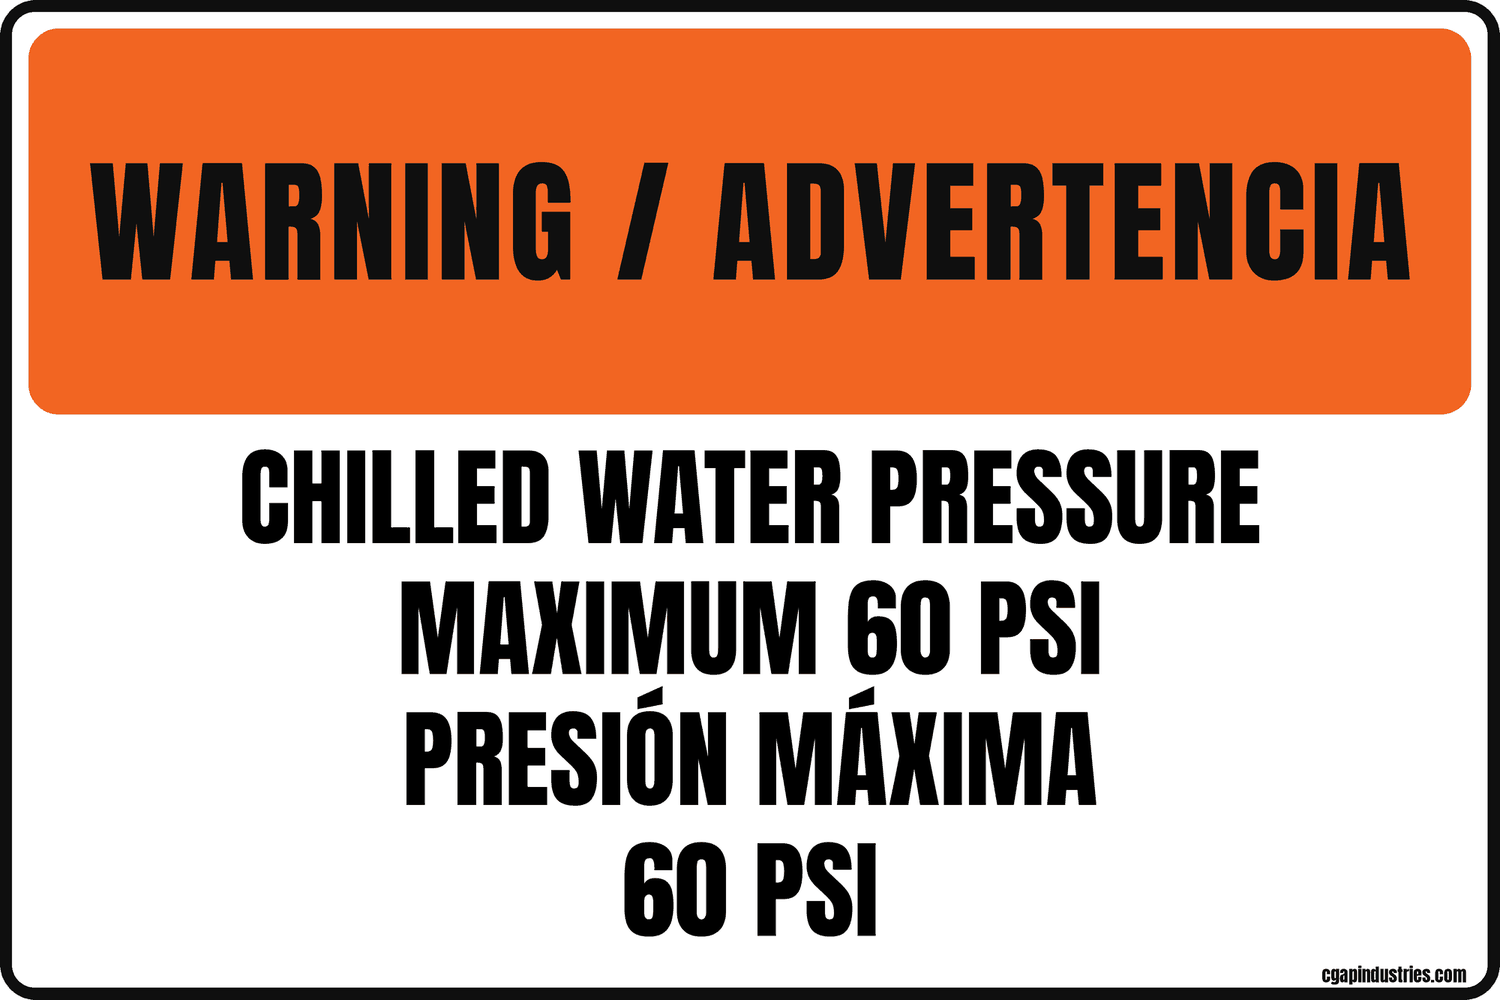 WARNING / ADVERTENCIA
CHILLED WATER PRESSURE
MAXIMUM 60 PSI
PRESIÓN MÁXIMA
60 PSI
cgapindustries.com